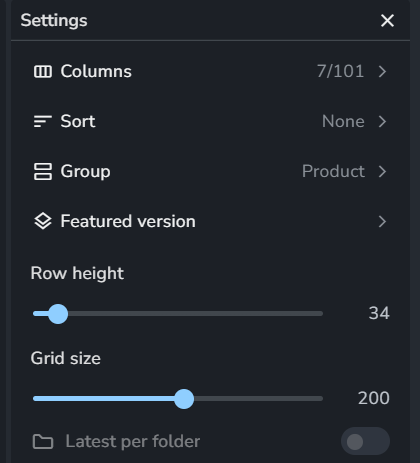 Settings
Columns 7/101
Sort None
Group Product
Featured version
Row height
34
Grid size
200
Latest per folder